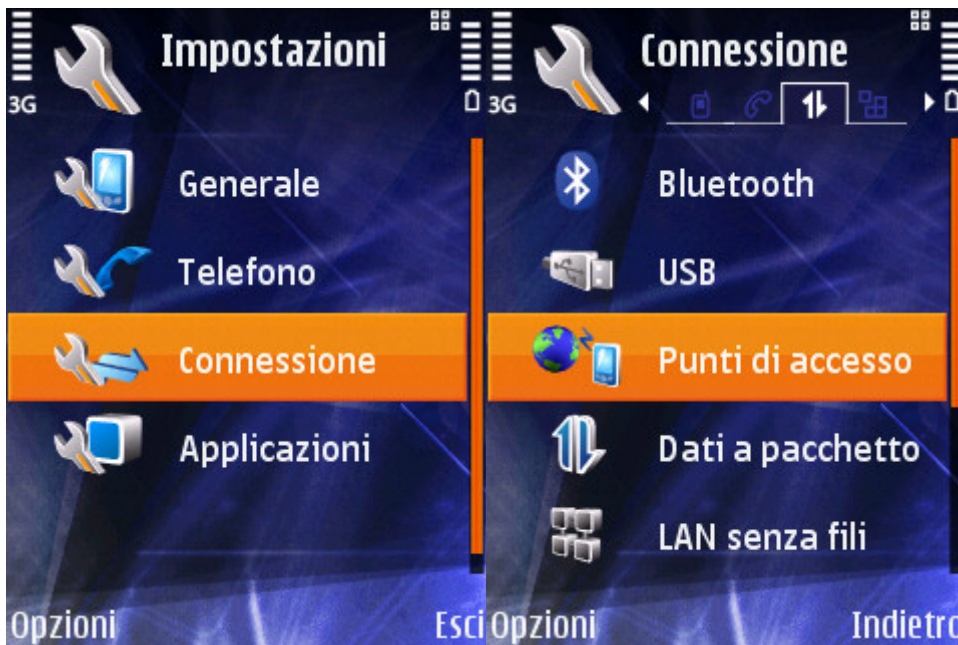 Impostazioni
3G
Generale
Telefono
Connessione
Applicazioni
Opzioni Esci
Connessione
3G
Bluetooth
USB
Punti di accesso
Dati a pacchetto
LAN senza fili
Opzioni Indietro